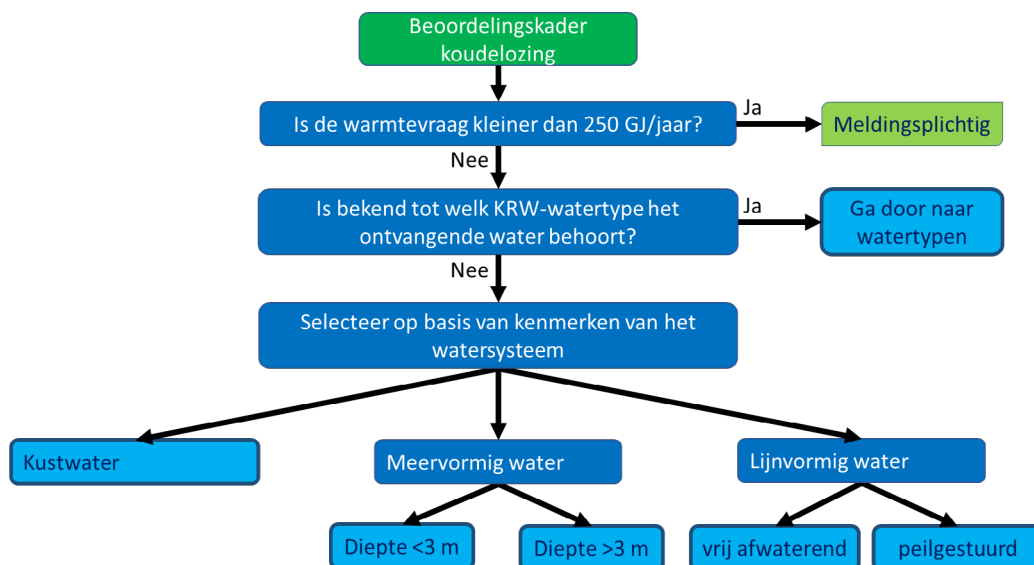 Beoordelingskader
koudelozing
Is de warmtevraag kleiner dan 250 GJ/jaar?
Ja
Meldingsplichtig
Nee
Is bekend tot welk KRW-watertype het
ontvangende water behoort?
Ja
Ga door naar
watertypen
Nee
Selecteer op basis van kenmerken van het
watersysteem
Kustwater
Meervormig water
Lijnvormig water
Diepte <3 m
Diepte >3 m
vrij afwaterend
peilgestuurd